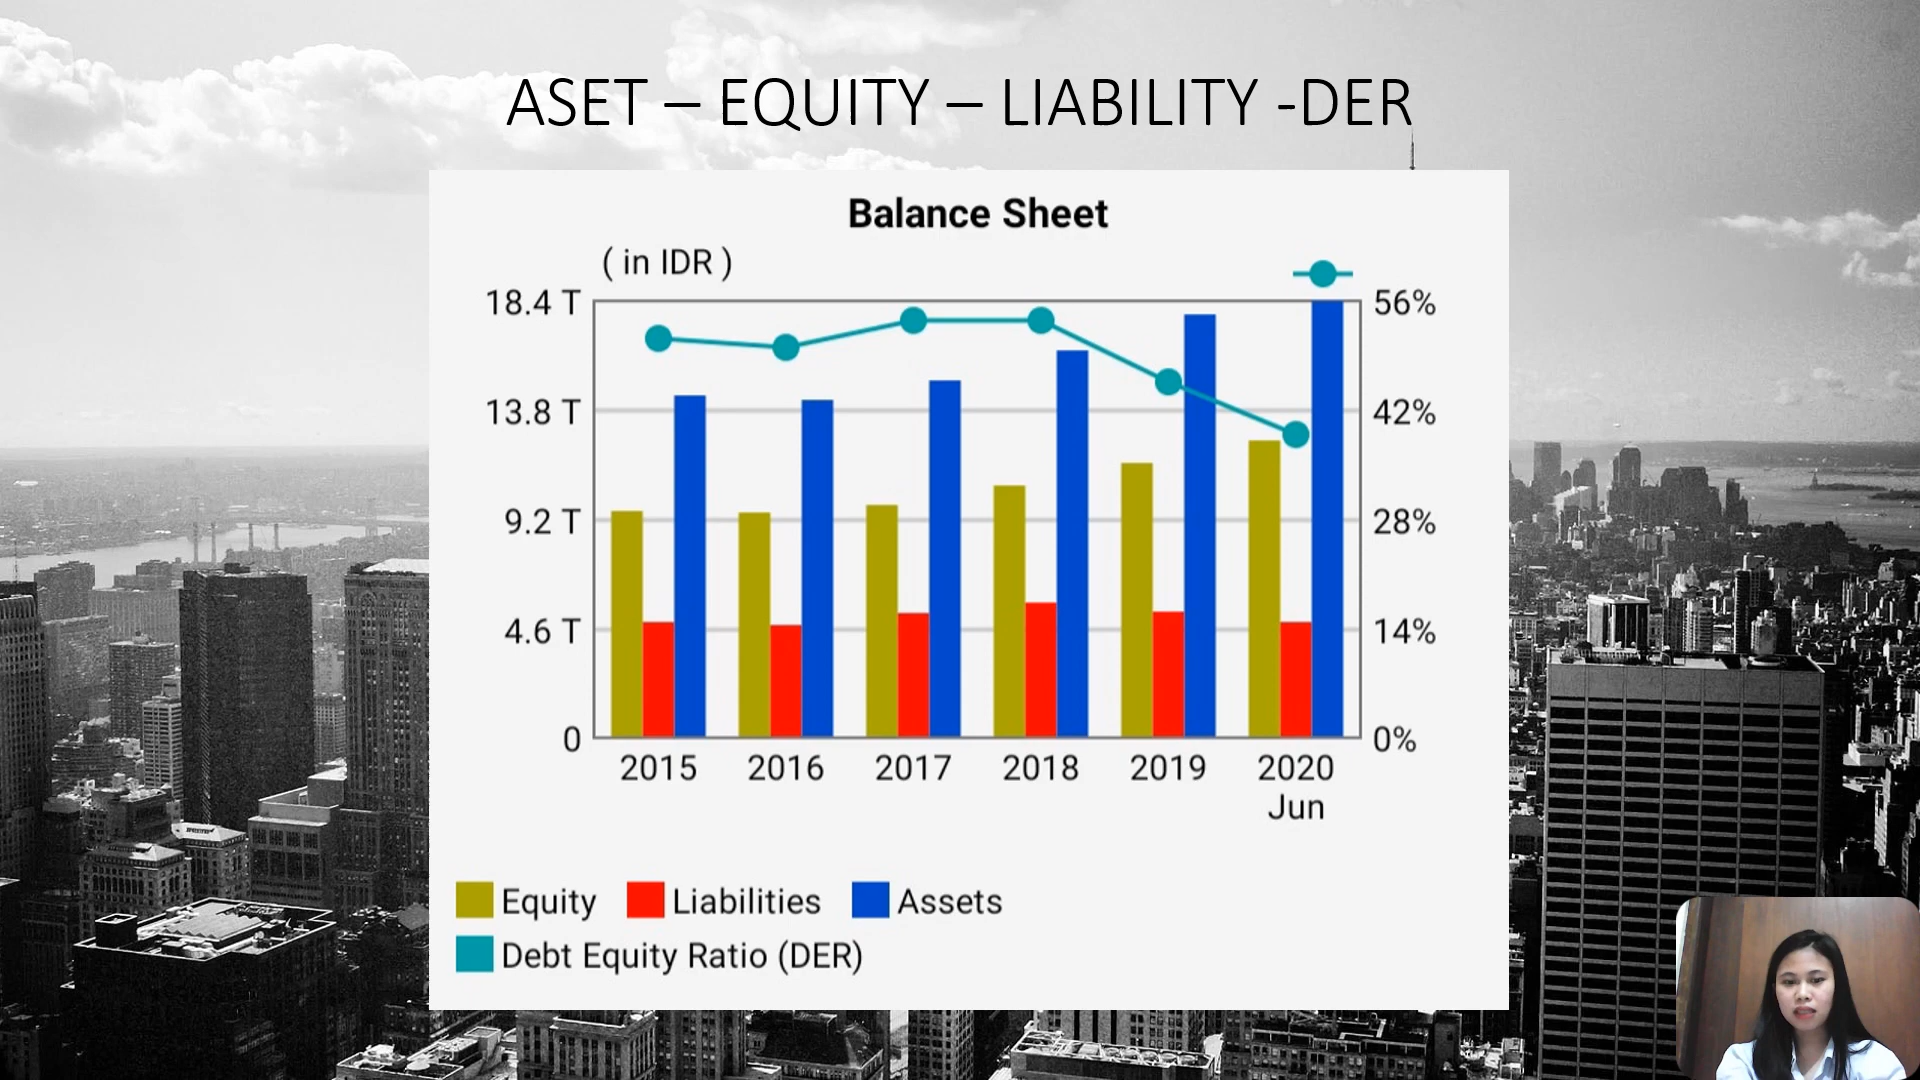 ASET – EQUITY – LIABILITY -DER
Balance Sheet
( in IDR )
18.4 T
56%
13.8 T
42%
9.2 T
28%
4.6 T
14%
0
0%
2015 2016 2017 2018 2019 2020
Jun
Equity Liabilities Assets
Debt Equity Ratio (DER)